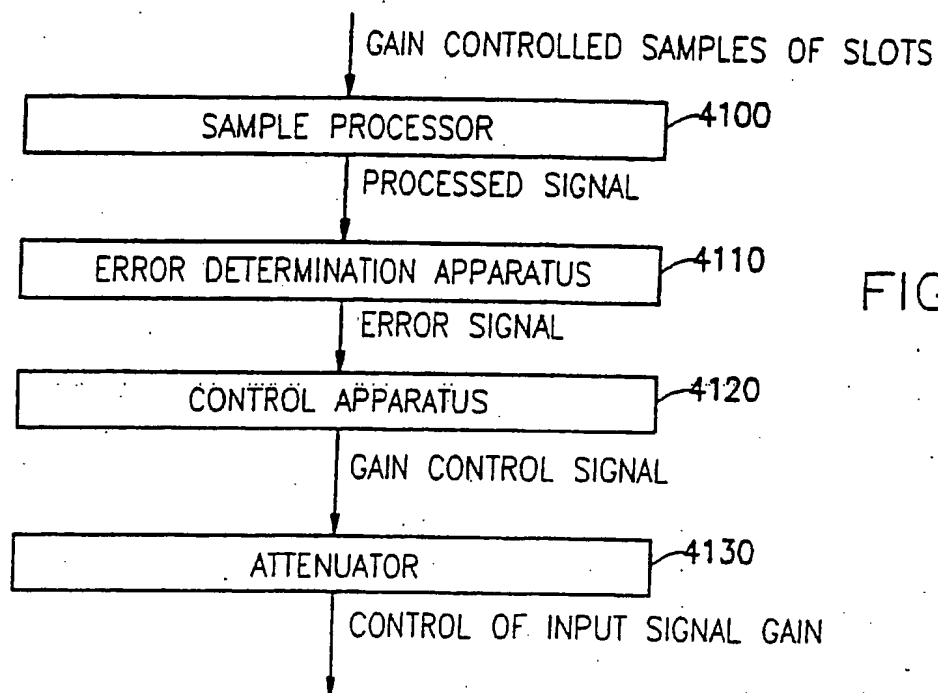 GAIN CONTROLLED SAMPLES OF SLOTS
SAMPLE PROCESSOR
4100
PROCESSED SIGNAL
ERROR DETERMINATION APPARATUS
4110
FIG
ERROR SIGNAL
CONTROL APPARATUS
4120
GAIN CONTROL SIGNAL
ATTENUATOR
4130
CONTROL OF INPUT SIGNAL GAIN